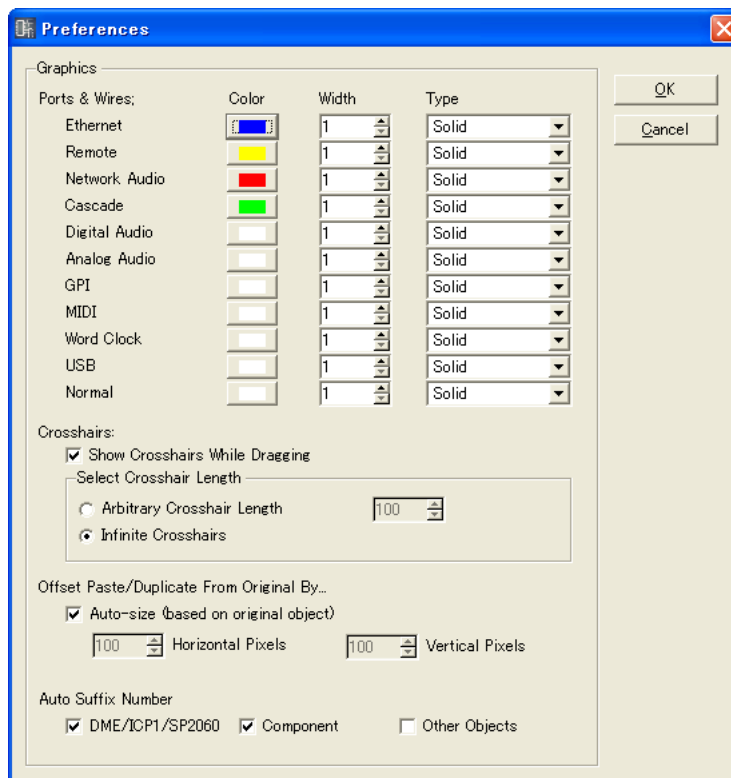 Preferences
Graphics
OK
Cancel
Ports & Wires; Color Width Type
Ethernet 1 Solid
Remote 1 Solid
Network Audio 1 Solid
Cascade 1 Solid
Digital Audio 1 Solid
Analog Audio 1 Solid
GPI 1 Solid
MIDI 1 Solid
Word Clock 1 Solid
USB 1 Solid
Normal 1 Solid
Crosshairs:
Show Crosshairs While Dragging
Select Crosshair Length
Arbitrary Crosshair Length 100
Infinite Crosshairs
Offset Paste/Duplicate From Original By...
Auto-size (based on original object)
100 Horizontal Pixels 100 Vertical Pixels
Auto Suffix Number
DME/ICP1/SP2060 Component Other Objects